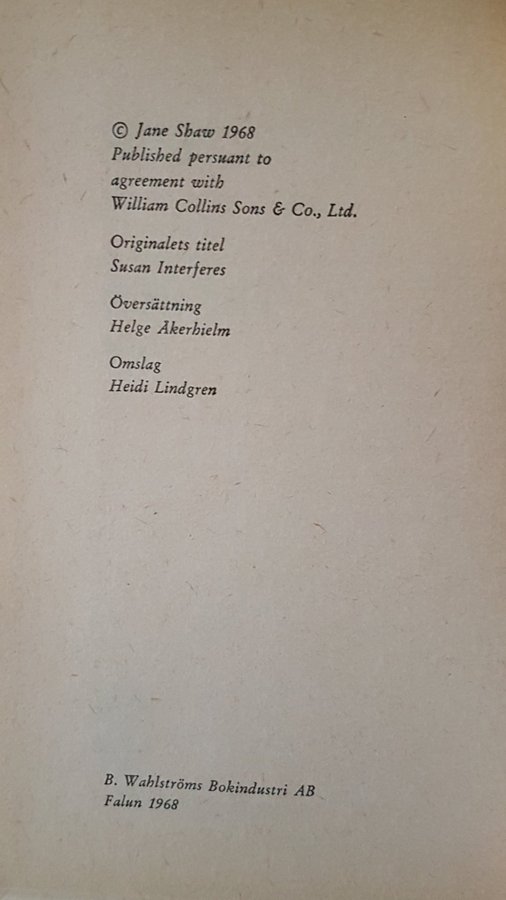 © Jane Shaw 1968
Published persuant to
agreement with
William Collins Sons & Co., Ltd.
Originalets titel
Susan Interferes
Översättning
Helge Åkerhielm
Omslag
Heidi Lindgren
B. Wahlströms Bokindustri AB
Falun 1968